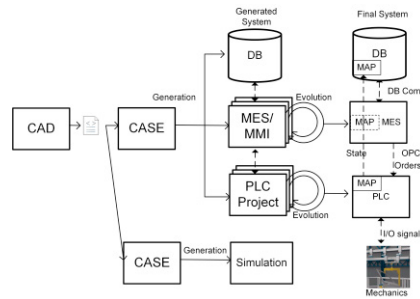 Generated
System
Final System
DB
DB
MAP
Generation
Evolution
DB Com
CAD
CASE
MES/
MMI
MAP
MES
State
OPC
Orders
PLC
Project
MAP
PLC
Evolution
I/O signal
CASE
Generation
Simulation
Mechanics